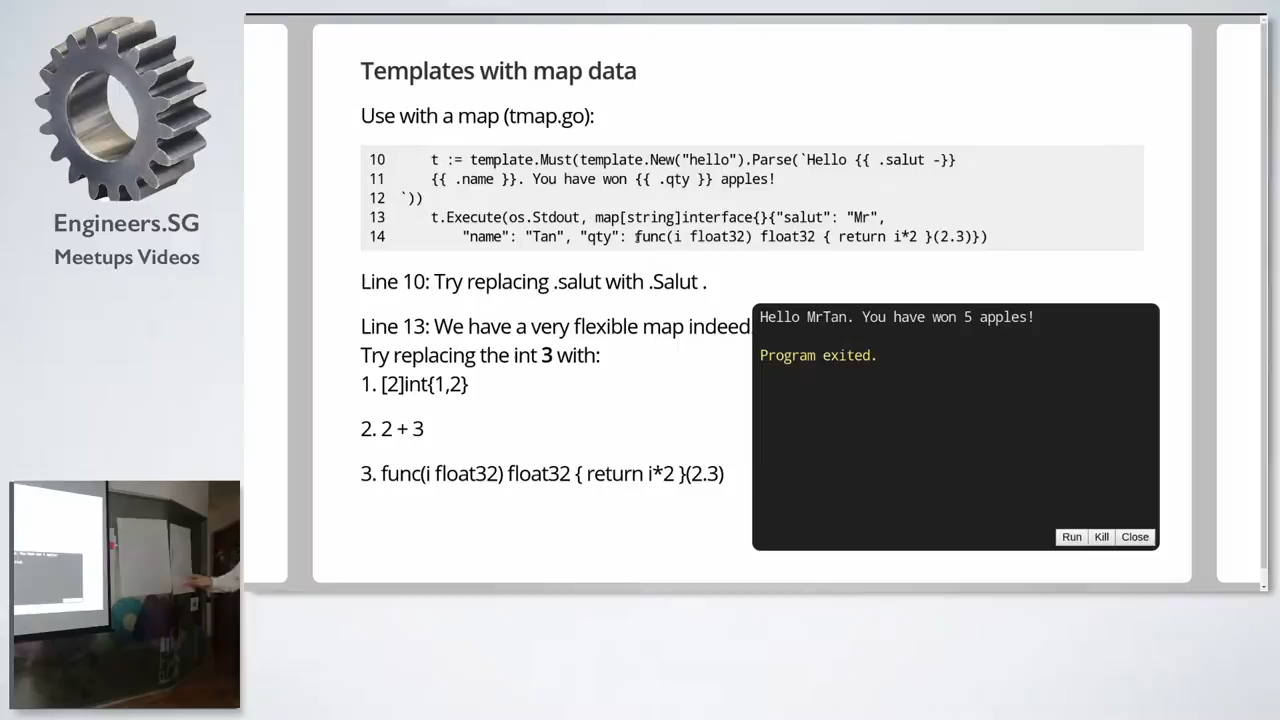 Engineers.SG
Meetups Videos
Templates with map data
Use with a map (tmap.go):
10 t := template.Must(template.New("hello").Parse(`Hello {{ .salut -}}
11 {{ .name }}. You have won {{ .qty }} apples!
12 `))
13 t.Execute(os.Stdout, map[string]interface{}{"salut": "Mr",
14 "name": "Tan", "qty": func(i float32) float32 { return i*2 }(2.3)})
Line 10: Try replacing .salut with .Salut .
Line 13: We have a very flexible map indeed.
Try replacing the int 3 with:
1. [2]int{1,2}
2. 2 + 3
3. func(i float32) float32 { return i*2 }(2.3)
Hello MrTan. You have won 5 apples!
Program exited.
Run Kill Close